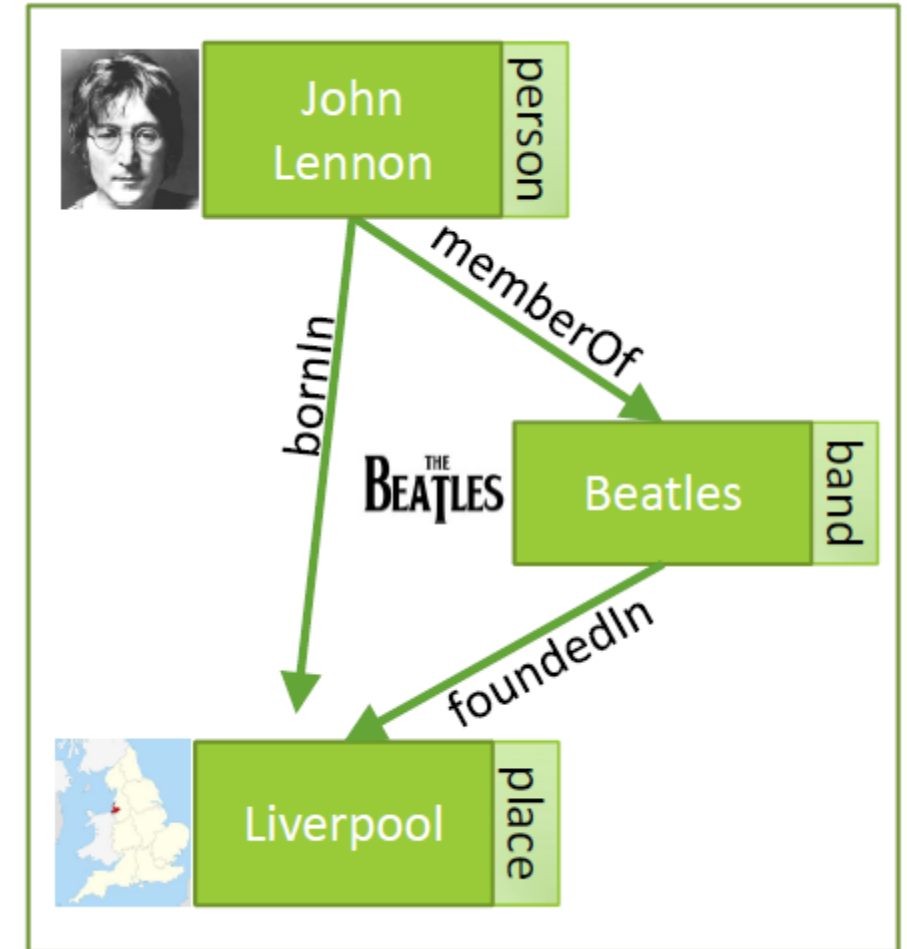 John
Lennon
person
memberOf
bornIn
THE
BEATLES
Beatles
band
foundedIn
Liverpool
place